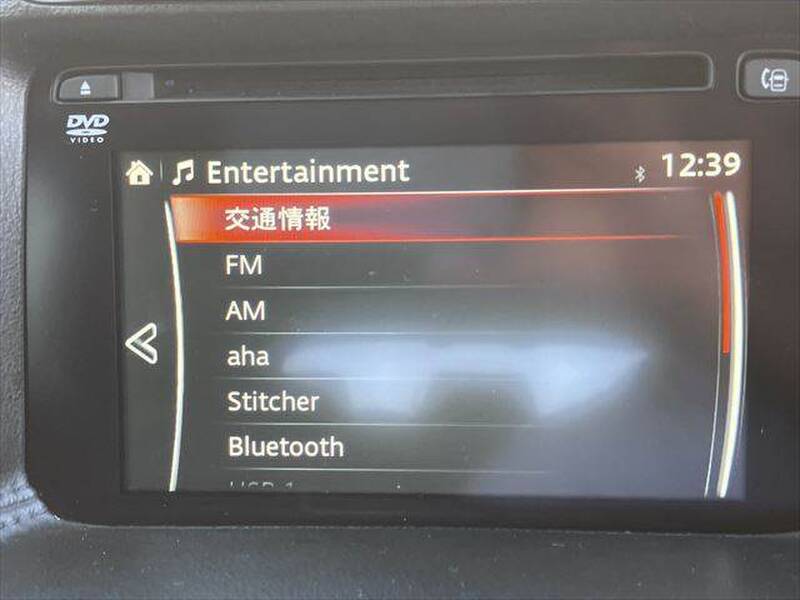 DVD
VIDEO
Entertainment 12:39
交通情報
FM
AM
aha
Stitcher
Bluetooth